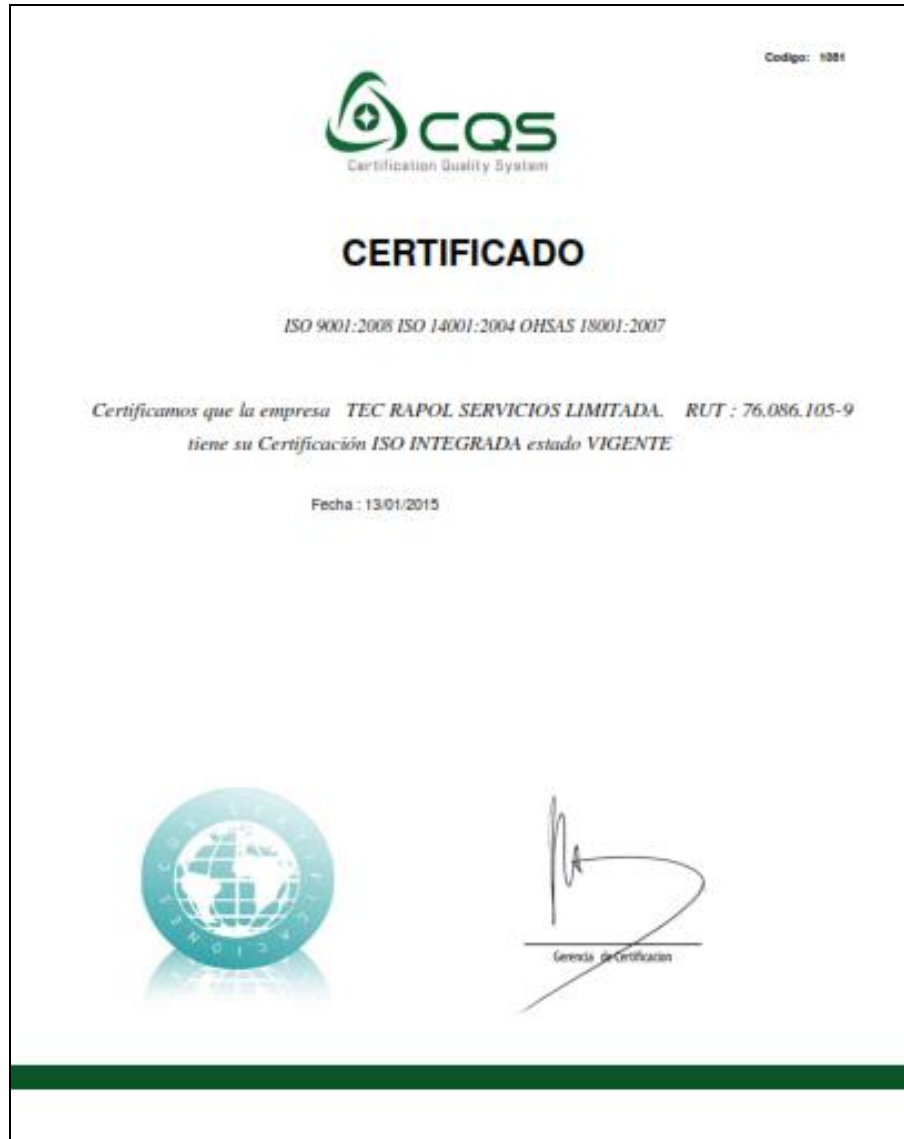 Codigo: 1081
CQS
Certification Quality System
CERTIFICADO
ISO 9001:2008 ISO 14001:2004 OHSAS 18001:2007
Certificamos que la empresa TEC RAPOL SERVICIOS LIMITADA. RUT : 76.086.105-9
tiene su Certificación ISO INTEGRADA estado VIGENTE
Fecha : 13/01/2015
CQS CERTIFICACIONES
Gerencia de Certificacion